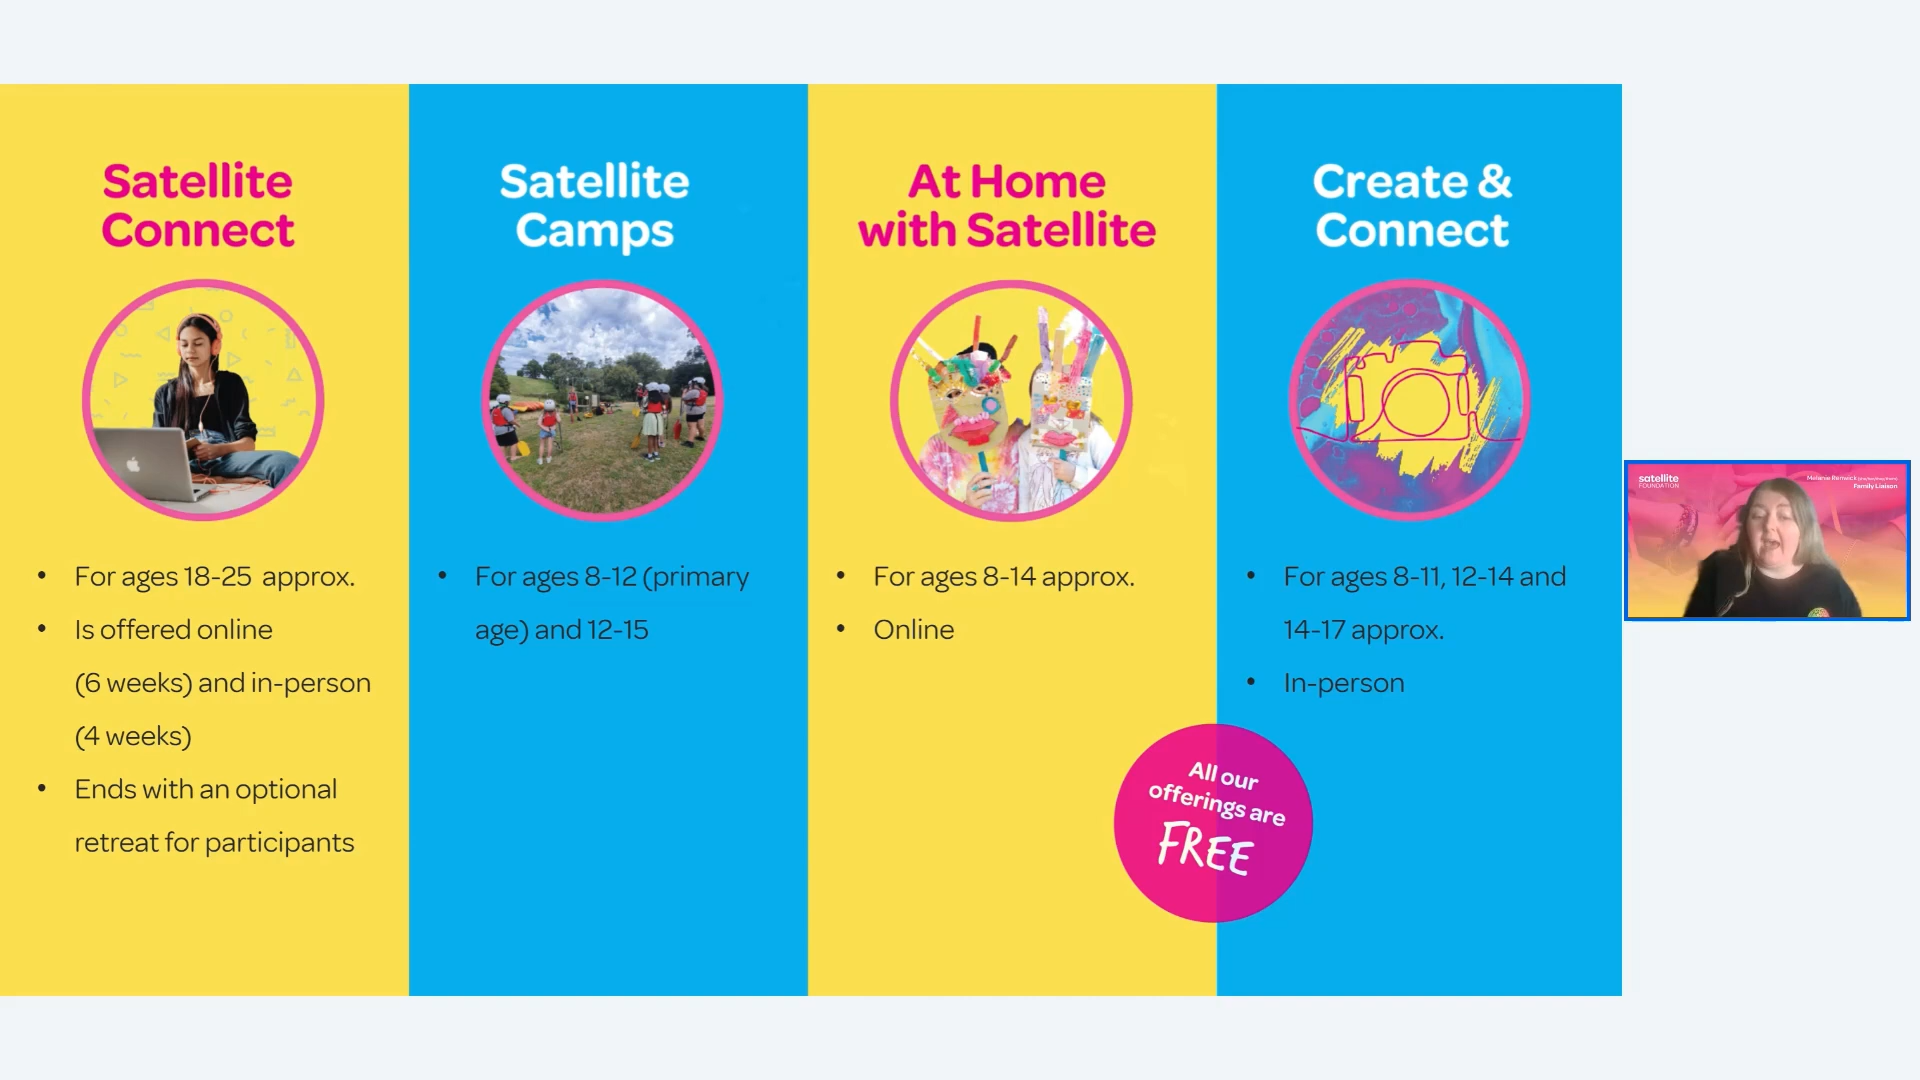 Satellite
Connect
• For ages 18-25 approx.
• Is offered online
(6 weeks) and in-person
(4 weeks)
• Ends with an optional
retreat for participants
Satellite
Camps
• For ages 8-12 (primary
age) and 12-15
At Home
with Satellite
• For ages 8-14 approx.
• Online
Create &
Connect
• For ages 8-11, 12-14 and
14-17 approx.
• In-person
All our
offerings are
FREE
satellite
FOUNDATION
Melanie
Family Liaison